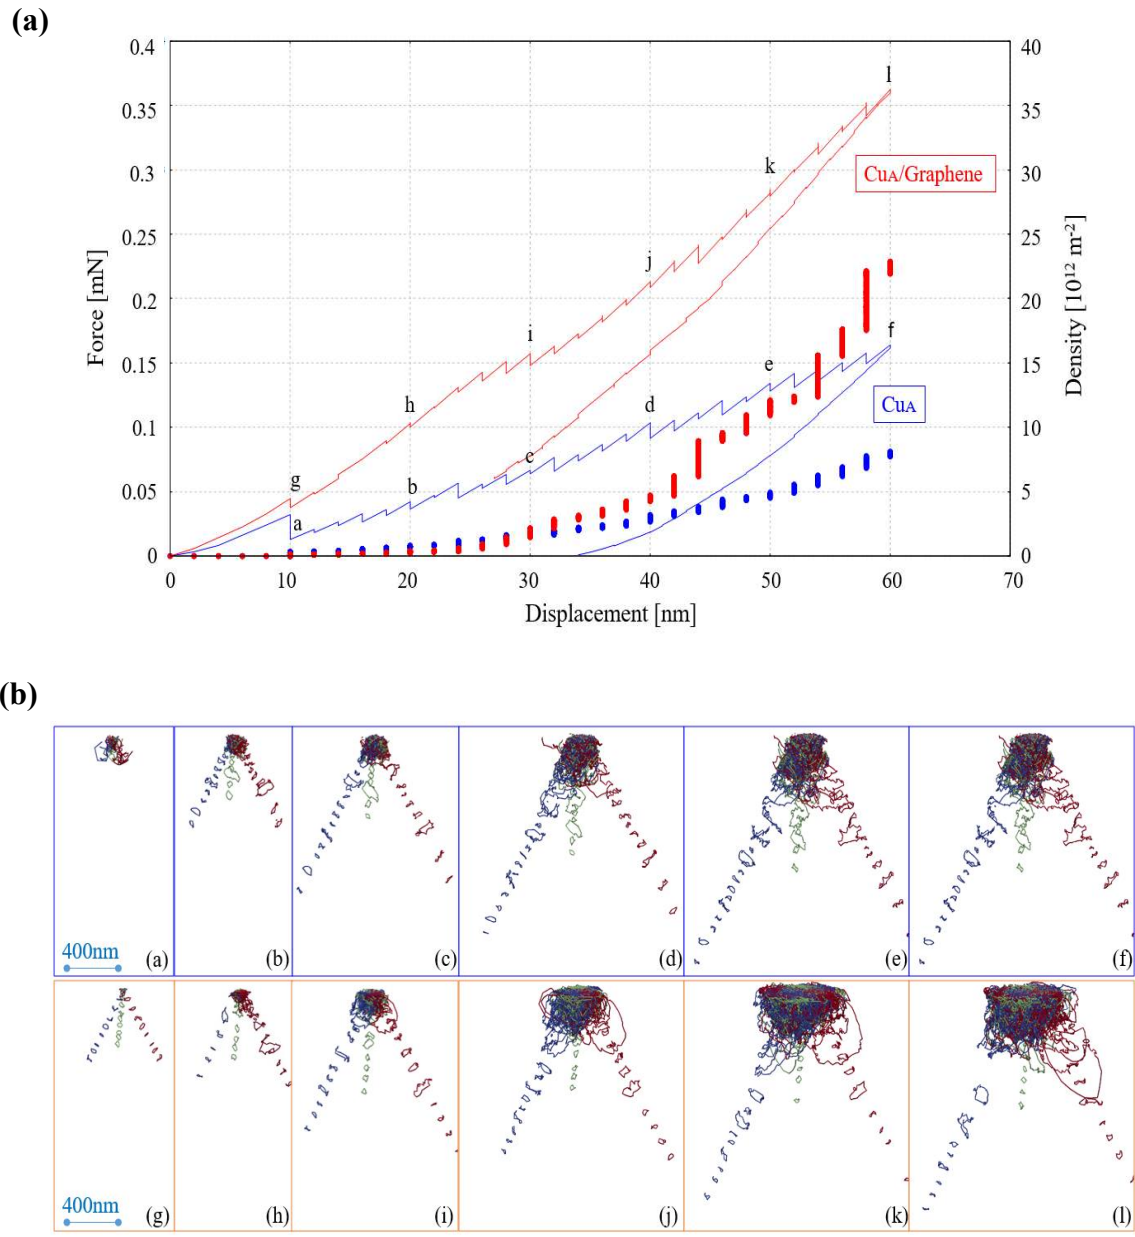 (a)
0.4
0.35
0.3
0.25
0.2
0.15
0.1
0.05
0
Force [mN]
40
35
30
25
20
15
10
5
0
Density [10¹² m⁻²]
0 10 20 30 40 50 60 70
Displacement [nm]
l
k
j
i
h
g
f
e
d
c
b
a
CuA/Graphene
CuA
(b)
400nm
(a) (b) (c) (d) (e) (f)
400nm
(g) (h) (i) (j) (k) (l)